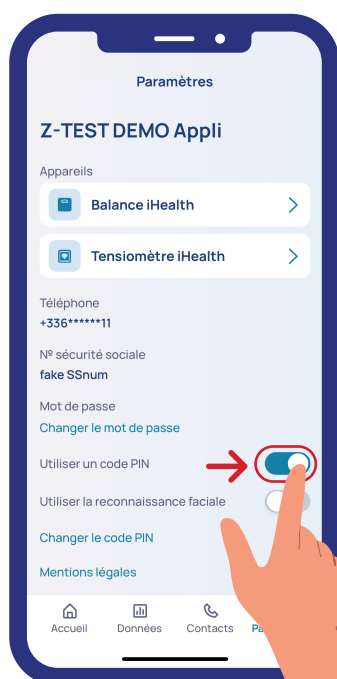 Paramètres
Z-TEST DEMO Appli
Appareils
Balance iHealth
Tensiomètre iHealth
Téléphone
+336******11
Nº sécurité sociale
fake SSnum
Mot de passe
Changer le mot de passe
Utiliser un code PIN
Utiliser la reconnaissance faciale
Changer le code PIN
Mentions légales
Accueil
Données
Contacts